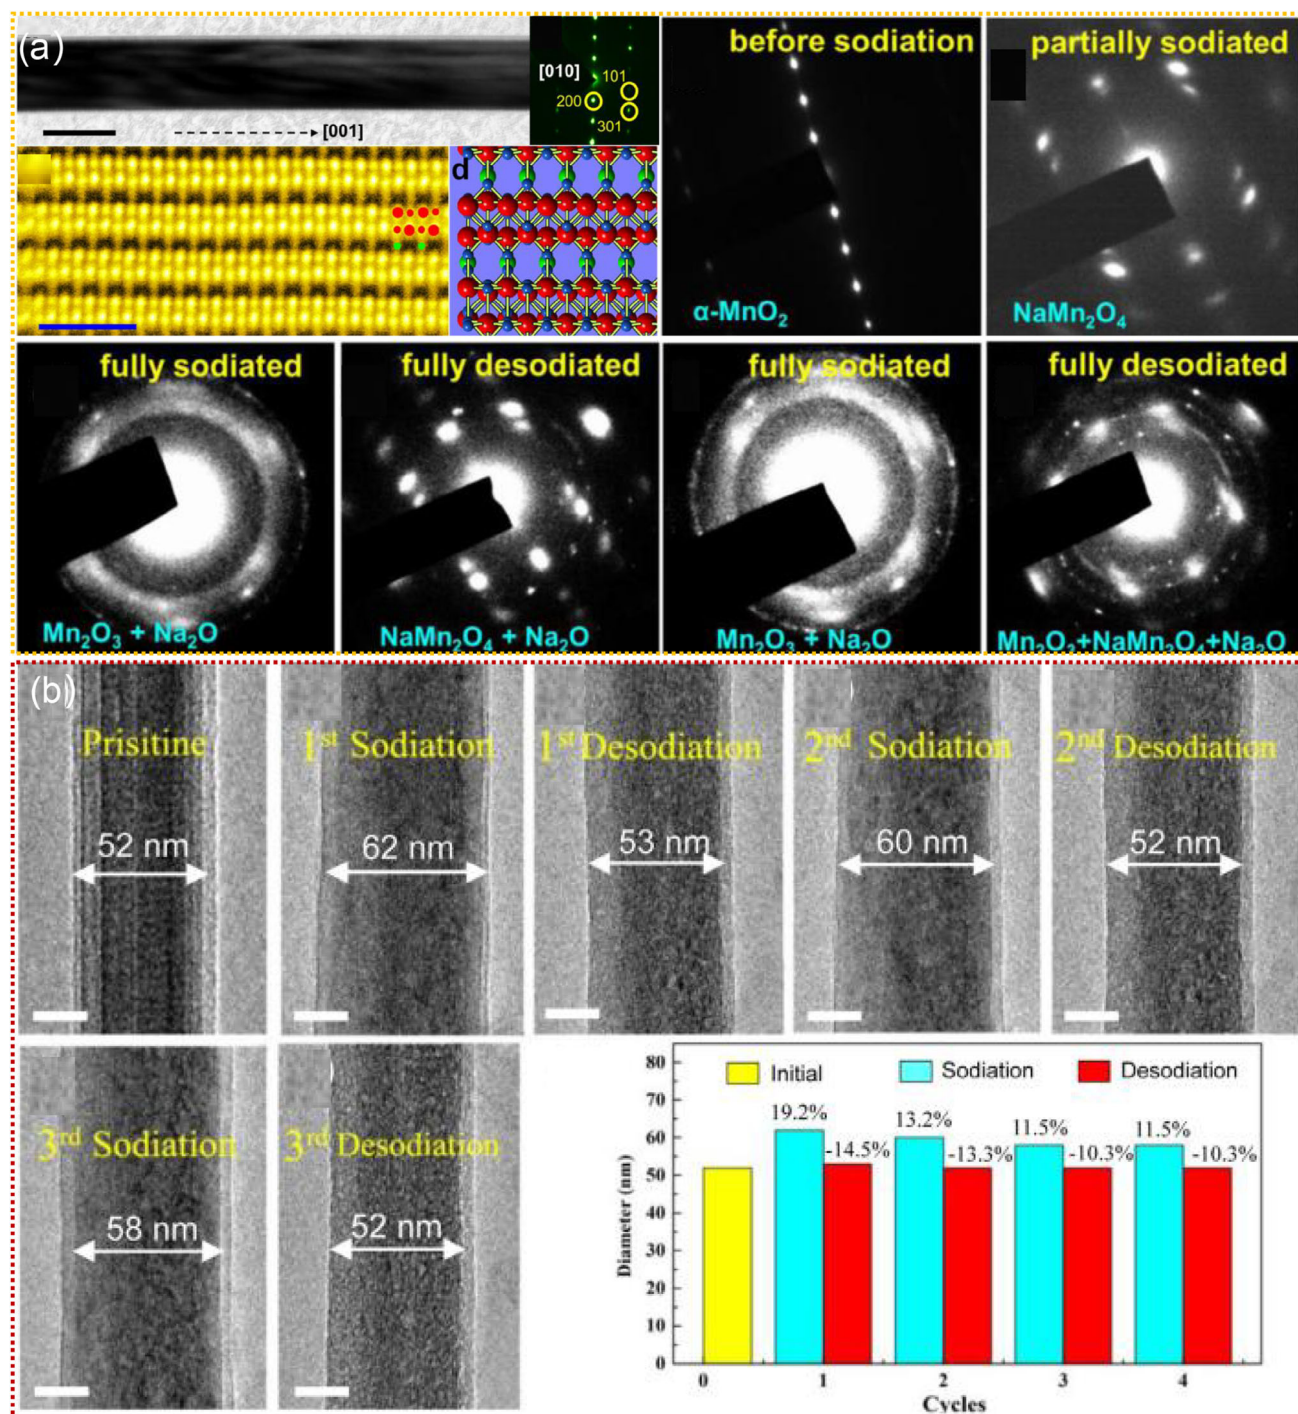 (a)
[001]
[010]
101
200
301
d
before sodiation
α-MnO₂
partially sodiated
NaMn₂O₄
fully sodiated
Mn₂O₃ + Na₂O
fully desodiated
NaMn₂O₄ + Na₂O
fully sodiated
Mn₂O₃ + Na₂O
fully desodiated
Mn₂O₃+NaMn₂O₄+Na₂O
(b)
Prisitine
52 nm
1st Sodiation
62 nm
1st Desodiation
53 nm
2nd Sodiation
60 nm
2nd Desodiation
52 nm
3rd Sodiation
58 nm
3rd Desodiation
52 nm
Initial
Sodiation
Desodiation
19.2%
-14.5%
13.2%
-13.3%
11.5%
-10.3%
11.5%
-10.3%
Diameter (nm)
80
70
60
50
40
30
20
10
0
0 1 2 3 4
Cycles